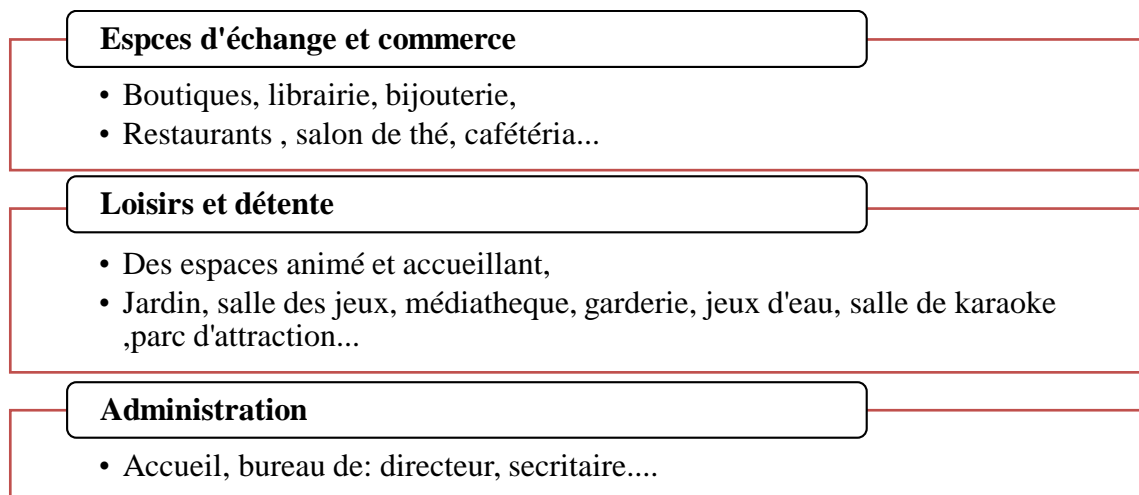 Espces d'échange et commerce
• Boutiques, librairie, bijouterie,
• Restaurants , salon de thé, cafétéria...
Loisirs et détente
• Des espaces animé et accueillant,
• Jardin, salle des jeux, médiatheque, garderie, jeux d'eau, salle de karaoke
,parc d'attraction...
Administration
• Accueil, bureau de: directeur, secritaire....